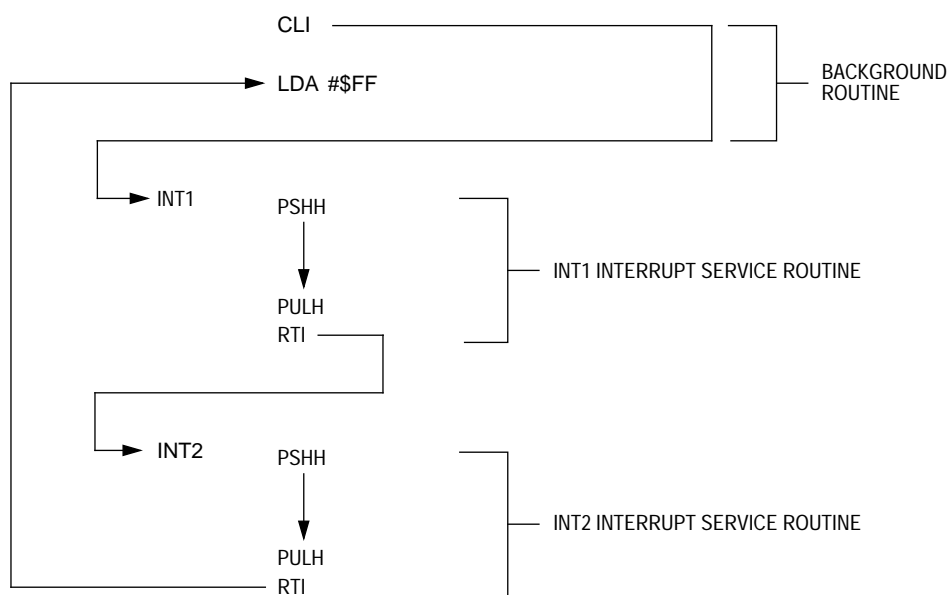 CLI
LDA #$FF
BACKGROUND
ROUTINE
INT1
PSHH
INT1 INTERRUPT SERVICE ROUTINE
PULH
RTI
INT2
PSHH
INT2 INTERRUPT SERVICE ROUTINE
PULH
RTI